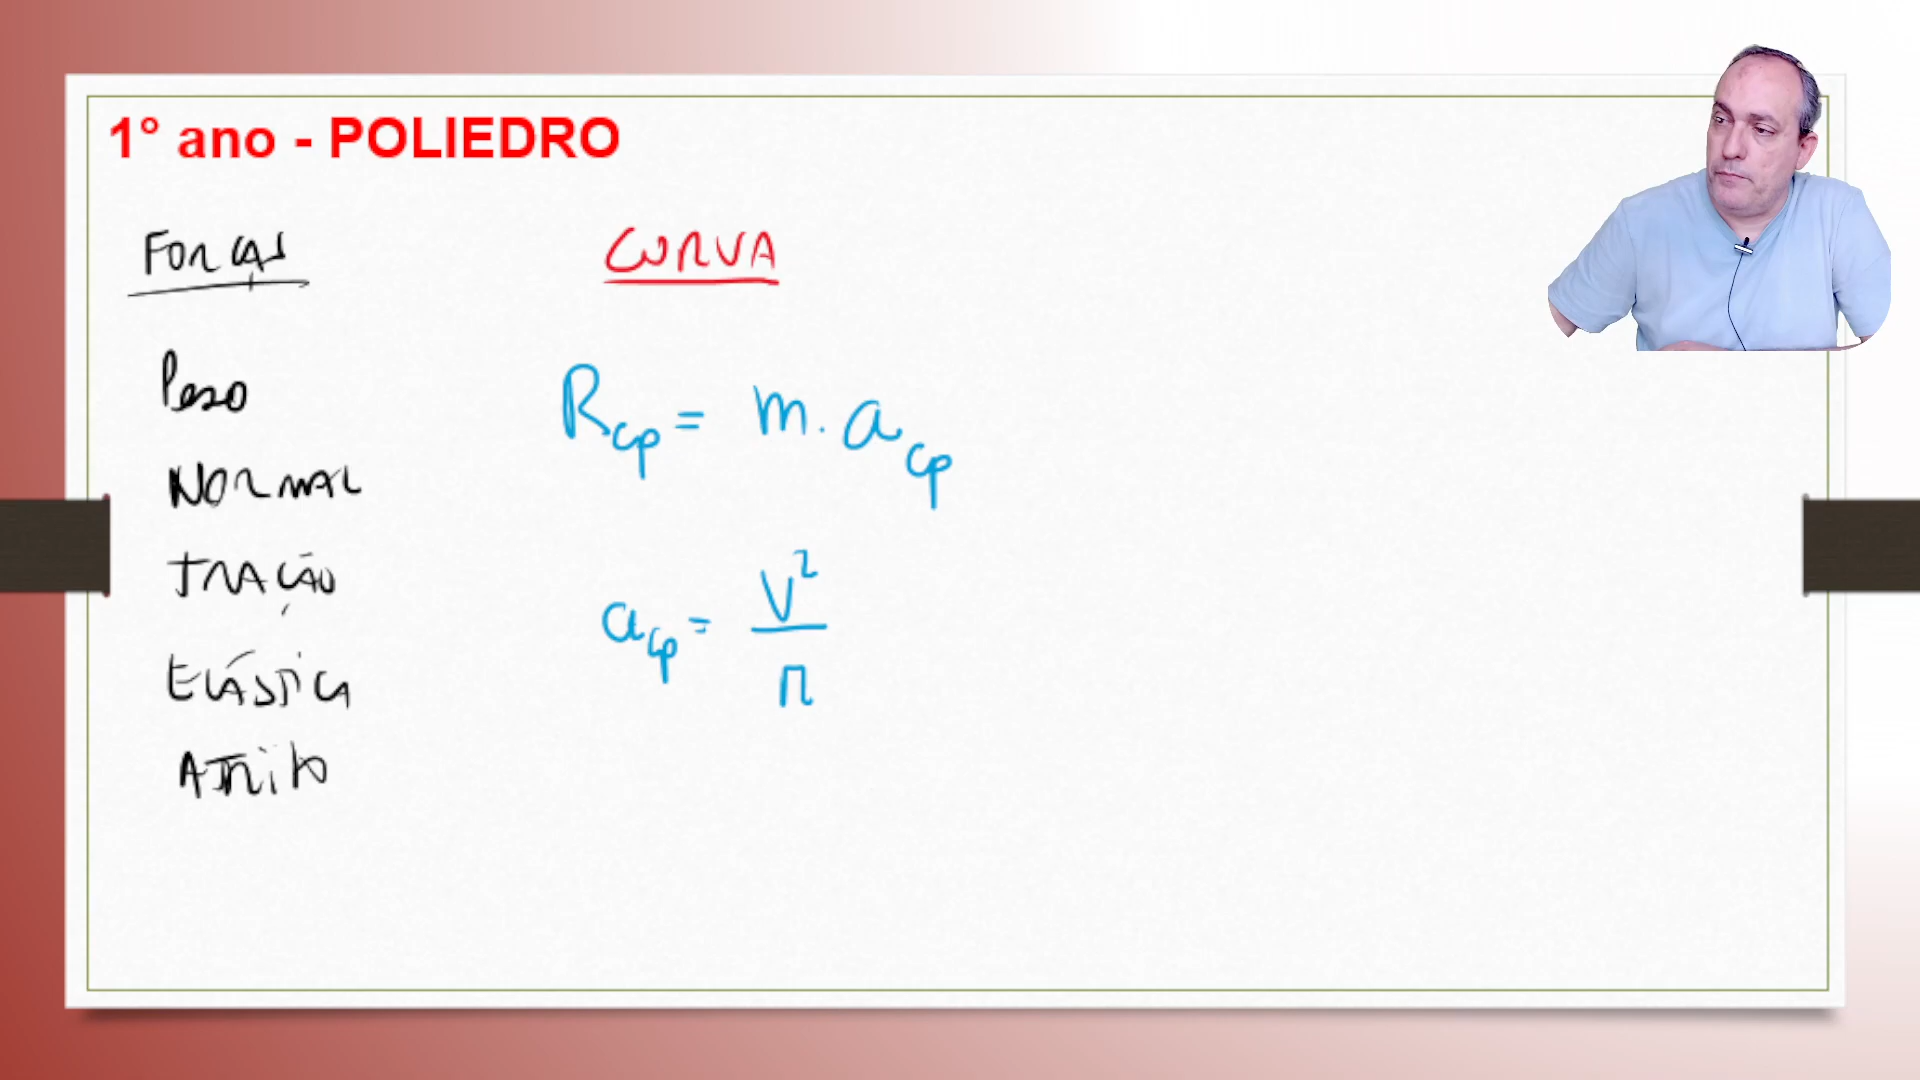 1° ano - POLIEDRO
FORÇAS
Peso
NORMAL
TRAÇÃO
ELÁSTICA
ATRITO
CURVA
Rcp = m . acp
acp = V²/r